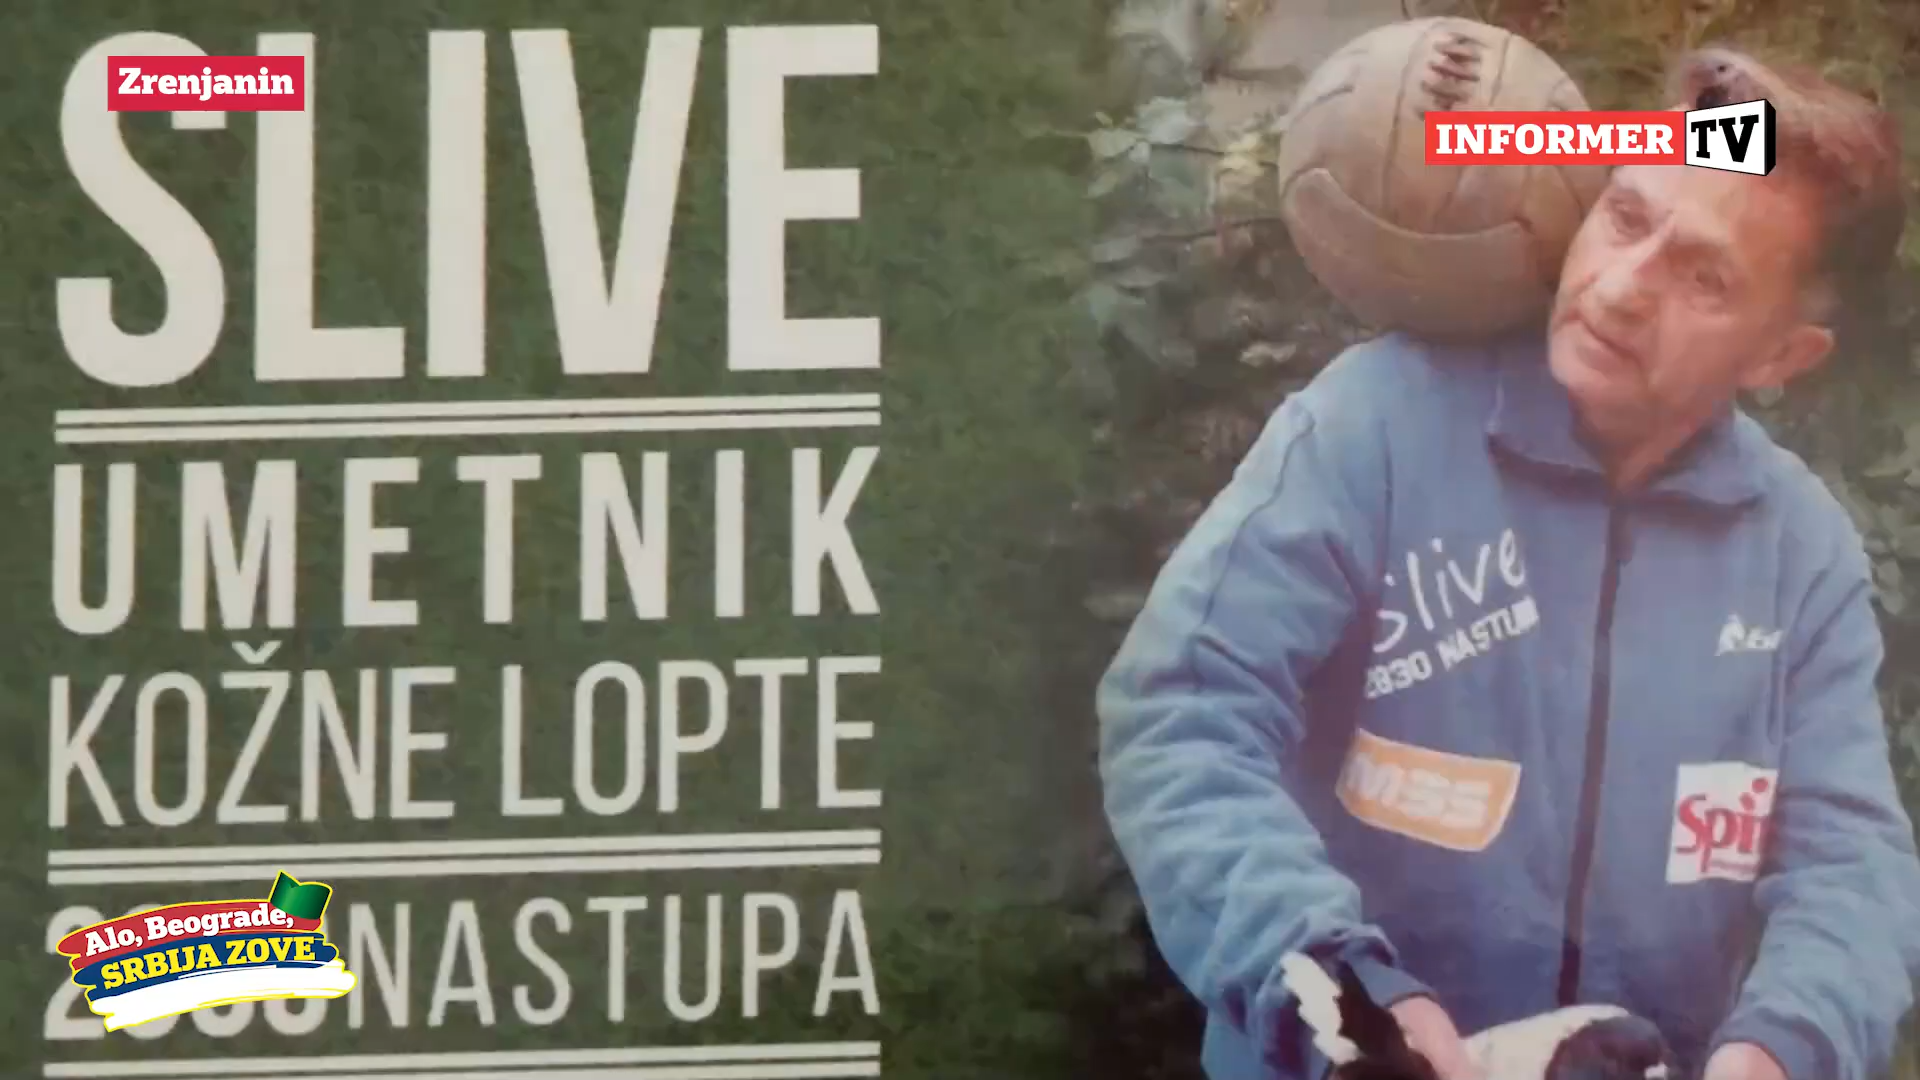 Zrenjanin
INFORMER TV
SLIVE
UMETNIK
KOŽNE LOPTE
NASTUPA
Slive
2830 NASTUPA
MSS
Alo, Beograde,
SRBIJA ZOVE